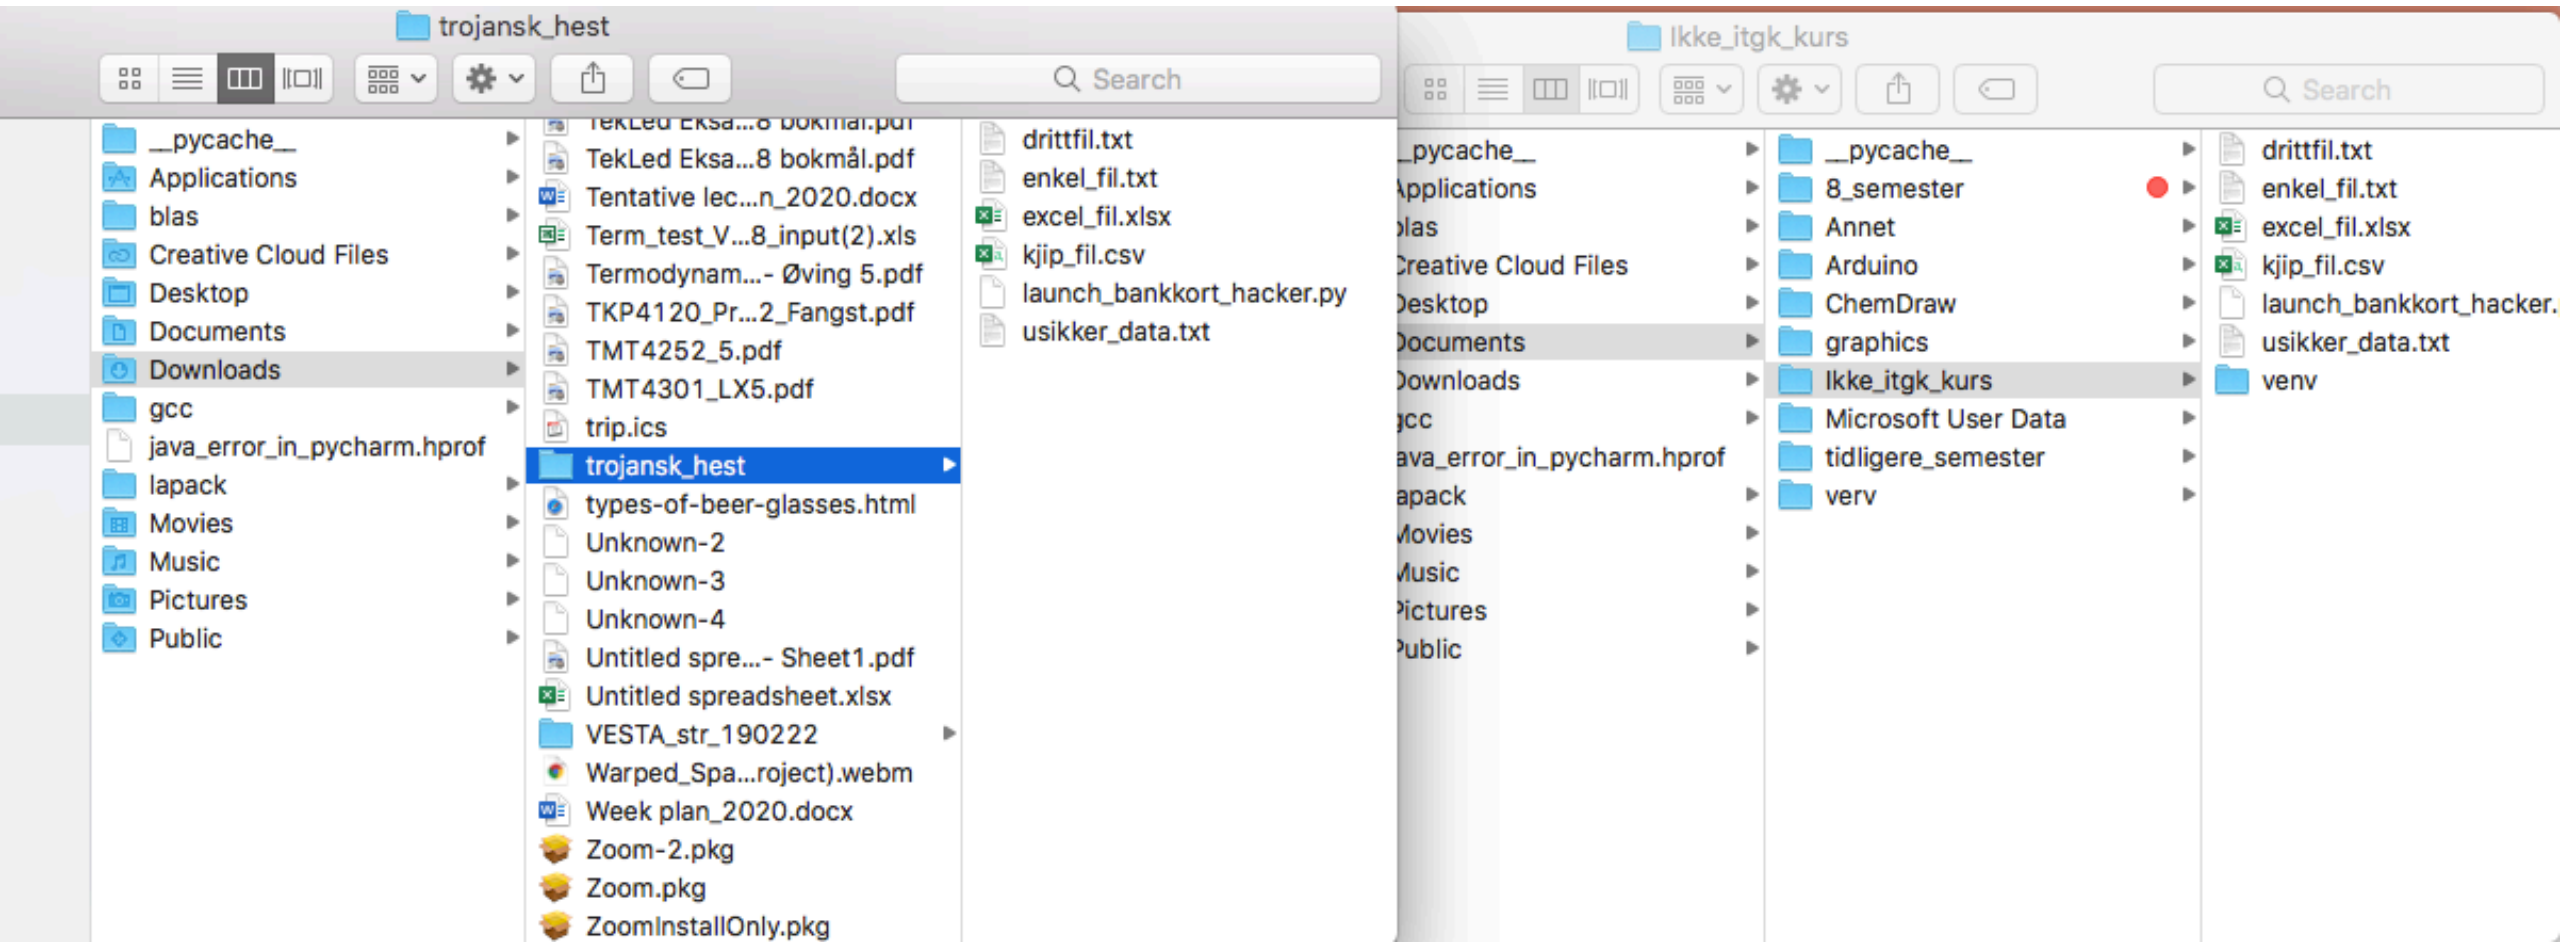 trojansk_hest
Search
__pycache__
Applications
blas
Creative Cloud Files
Desktop
Documents
Downloads
gcc
java_error_in_pycharm.hprof
lapack
Movies
Music
Pictures
Public
TekLed Eksa...8 bokmål.pdf
TekLed Eksa...8 bokmål.pdf
Tentative lec...n_2020.docx
Term_test_V...8_input(2).xls
Termodynam...- Øving 5.pdf
TKP4120_Pr...2_Fangst.pdf
TMT4252_5.pdf
TMT4301_LX5.pdf
trip.ics
trojansk_hest
types-of-beer-glasses.html
Unknown-2
Unknown-3
Unknown-4
Untitled spre...- Sheet1.pdf
Untitled spreadsheet.xlsx
VESTA_str_190222
Warped_Spa...roject).webm
Week plan_2020.docx
Zoom-2.pkg
Zoom.pkg
ZoomInstallOnly.pkg
drittfil.txt
enkel_fil.txt
excel_fil.xlsx
kjip_fil.csv
launch_bankkort_hacker.py
usikker_data.txt
Ikke_itgk_kurs
Search
_pycache__
Applications
blas
Creative Cloud Files
Desktop
Documents
Downloads
gcc
ava_error_in_pycharm.hprof
apack
Movies
Music
Pictures
Public
__pycache__
8_semester
Annet
Arduino
ChemDraw
graphics
Ikke_itgk_kurs
Microsoft User Data
tidligere_semester
verv
drittfil.txt
enkel_fil.txt
excel_fil.xlsx
kjip_fil.csv
launch_bankkort_hacker.
usikker_data.txt
venv